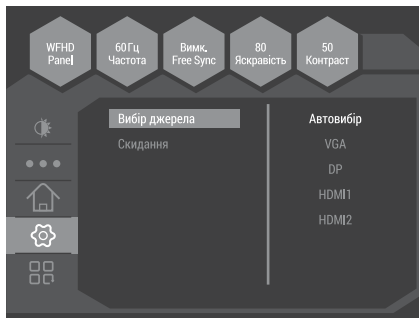 WFHD
Panel
60Гц
Частота
Вимк.
Free Sync
80
Яскравість
50
Контраст
Вибір джерела
Скидання
Автовибір
VGA
DP
HDMI1
HDMI2